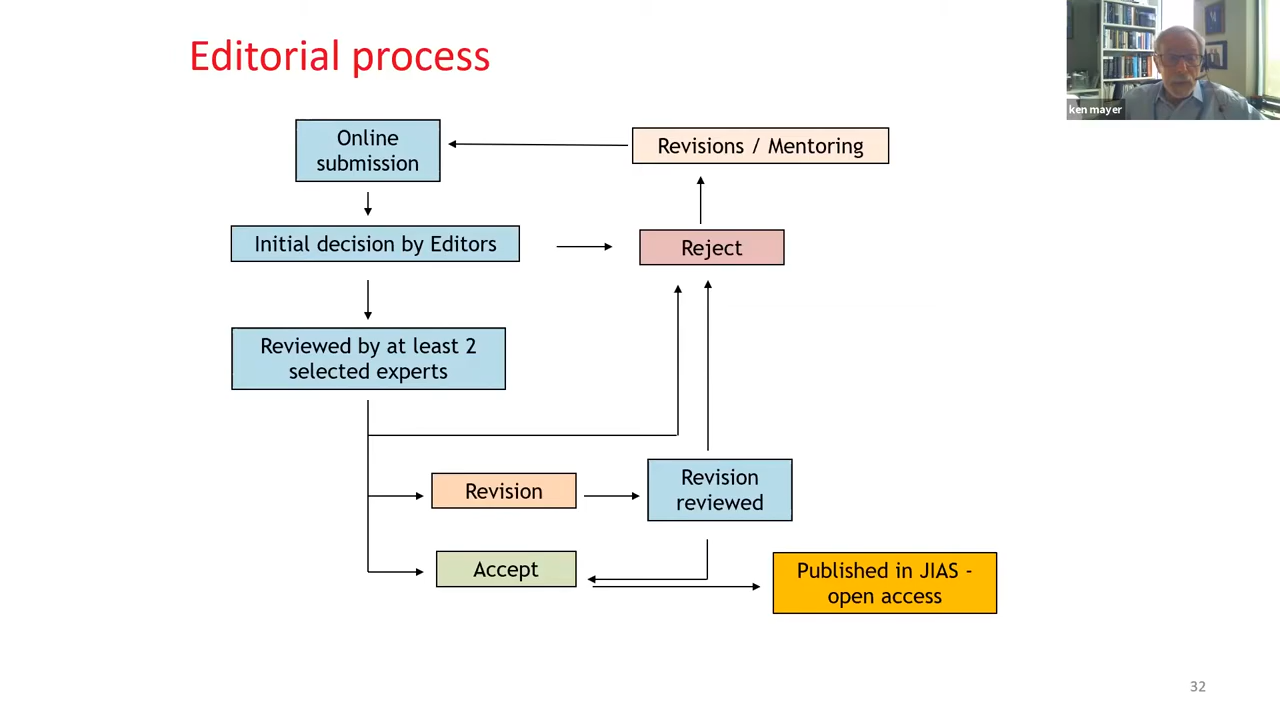 Editorial process
ken mayer
Online
submission
Revisions / Mentoring
Initial decision by Editors
Reject
Reviewed by at least 2
selected experts
Revision
Revision
reviewed
Accept
Published in JIAS -
open access
32